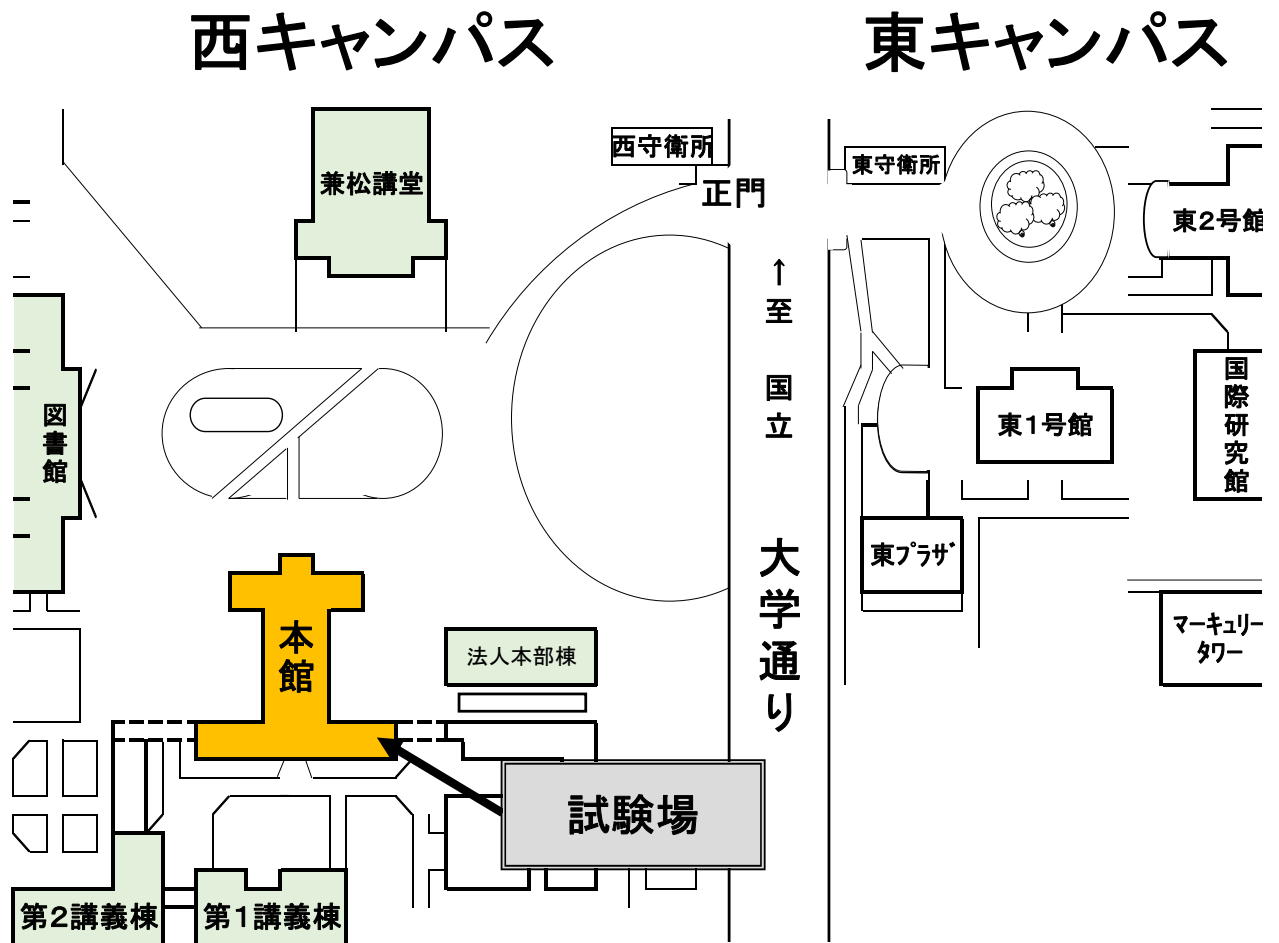 西キャンパス
東キャンパス
兼松講堂
西守衛所
正門
東守衛所
東2号館
↑至 国立
図書館
東1号館
国際研究館
大学通り
東プラザ
本館
法人本部棟
マーキュリー
タワー
試験場
第2講義棟
第1講義棟